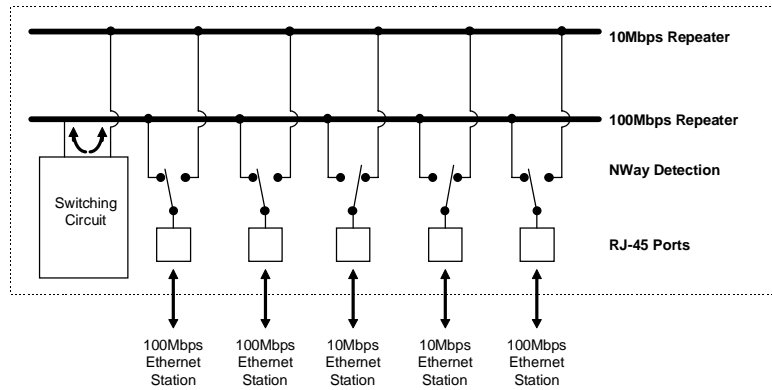 10Mbps Repeater
100Mbps Repeater
NWay Detection
Switching
Circuit
RJ-45 Ports
100Mbps
Ethernet
Station
100Mbps
Ethernet
Station
10Mbps
Ethernet
Station
10Mbps
Ethernet
Station
100Mbps
Ethernet
Station